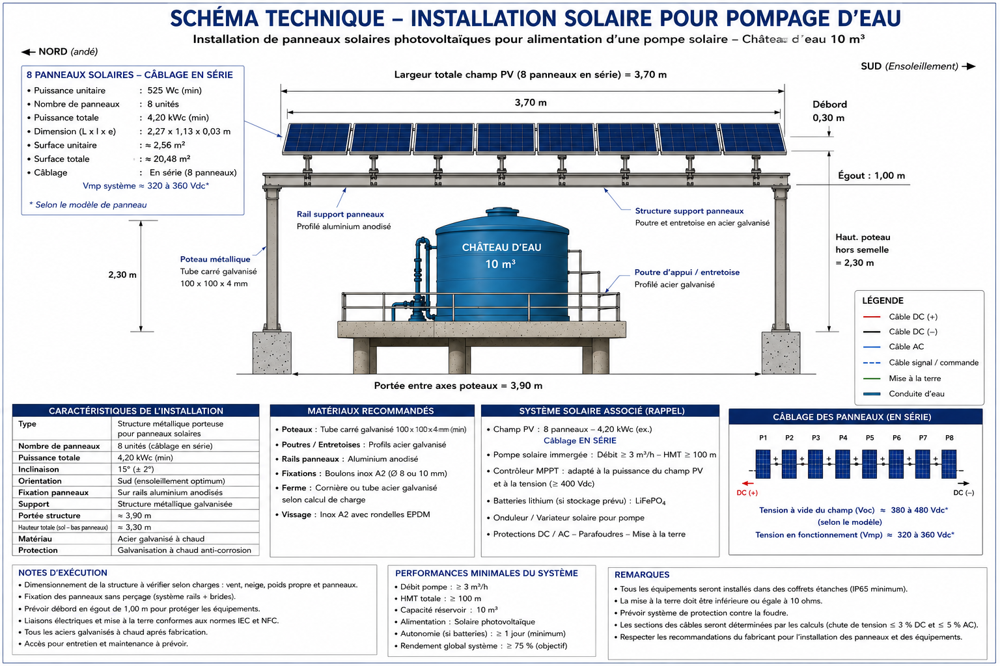 SCHÉMA TECHNIQUE – INSTALLATION SOLAIRE POUR POMPAGE D'EAU
Installation de panneaux solaires photovoltaïques pour alimentation d'une pompe solaire – Château d'eau 10 m³
NORD (andé)
SUD (Ensoleillement)
8 PANNEAUX SOLAIRES – CÂBLAGE EN SÉRIE
• Puissance unitaire : 525 Wc (min)
• Nombre de panneaux : 8 unités
• Puissance totale : 4,20 kWc (min)
• Dimension (L x l x e) : 2,27 x 1,13 x 0,03 m
• Surface unitaire : ≈ 2,56 m²
• Surface totale : ≈ 20,48 m²
• Câblage : En série (8 panneaux)
Vmp système ≈ 320 à 360 Vdc*
* Selon le modèle de panneau
Largeur totale champ PV (8 panneaux en série) = 3,70 m
3,70 m
Débord
0,30 m
Égout : 1,00 m
Rail support panneaux
Profilé aluminium anodisé
Structure support panneaux
Poutre et entretoise en acier galvanisé
CHÂTEAU D'EAU
10 m³
Haut. poteau
hors semelle
= 2,30 m
2,30 m
Poteau métallique
Tube carré galvanisé
100 x 100 x 4 mm
Poutre d'appui / entretoise
Profilé acier galvanisé
Portée entre axes poteaux = 3,90 m
LÉGENDE
Câble DC (+)
Câble DC (–)
Câble AC
Câble signal / commande
Mise à la terre
Conduite d'eau
CARACTÉRISTIQUES DE L'INSTALLATION
Type Structure métallique porteuse
pour panneaux solaires
Nombre de panneaux 8 unités (câblage en série)
Puissance totale 4,20 kWc (min)
Inclinaison 15° (± 2°)
Orientation Sud (ensoleillement optimum)
Fixation panneaux Sur rails aluminium anodisés
Support Structure métallique galvanisée
Portée structure ≈ 3,90 m
Hauteur totale (sol – bas panneaux) ≈ 3,30 m
Matériau Acier galvanisé à chaud
Protection Galvanisation à chaud anti-corrosion
MATÉRIAUX RECOMMANDÉS
• Poteaux : Tube carré galvanisé 100 x 100 x 4 mm (min)
• Poutres / Entretoises : Profils acier galvanisé
• Rails panneaux : Aluminium anodisé
• Fixations : Boulons inox A2 (Ø 8 ou 10 mm)
• Ferme : Cornière ou tube acier galvanisé
selon calcul de charge
• Vissage : Inox A2 avec rondelles EPDM
SYSTÈME SOLAIRE ASSOCIÉ (RAPPEL)
• Champ PV : 8 panneaux – 4,20 kWc (ex.)
Câblage EN SÉRIE
• Pompe solaire immergée : Débit ≥ 3 m³/h – HMT ≥ 100 m
• Contrôleur MPPT : adapté à la puissance du champ PV
et à la tension (≥ 400 Vdc)
• Batteries lithium (si stockage prévu) : LiFePO₄
• Onduleur / Variateur solaire pour pompe
• Protections DC / AC – Parafoudres – Mise à la terre
CÂBLAGE DES PANNEAUX (EN SÉRIE)
P1 P2 P3 P4 P5 P6 P7 P8
+ + + + + + +
DC (+) DC (–)
Tension à vide du champ (Voc) ≈ 380 à 480 Vdc*
(selon le modèle)
Tension en fonctionnement (Vmp) ≈ 320 à 360 Vdc*
NOTES D'EXÉCUTION
• Dimensionnement de la structure à vérifier selon charges : vent, neige, poids propre et panneaux.
• Fixation des panneaux sans perçage (système rails + brides).
• Prévoir débord en égout de 1,00 m pour protéger les équipements.
• Liaisons électriques et mise à la terre conformes aux normes IEC et NFC.
• Tous les aciers galvanisés à chaud aprés fabrication.
• Accès pour entretien et maintenance à prévoir.
PERFORMANCES MINIMALES DU SYSTÈME
• Débit pompe : ≥ 3 m³/h
• HMT totale : ≥ 100 m
• Capacité réservoir : 10 m³
• Alimentation : Solaire photovoltaïque
• Autonomie (si batteries) : ≥ 1 jour (minimum)
• Rendement global système : ≥ 75 % (objectif)
REMARQUES
• Tous les équipements seront installés dans des coffrets étanches (IP65 minimum).
• La mise à la terre doit être inférieure ou égale à 10 ohms.
• Prévoir système de protection contre la foudre.
• Les sections des câbles seront déterminées par les calculs (chute de tension ≤ 3 % DC et ≤ 5 % AC).
• Respecter les recommandations du fabricant pour l'installation des panneaux et des équipements.